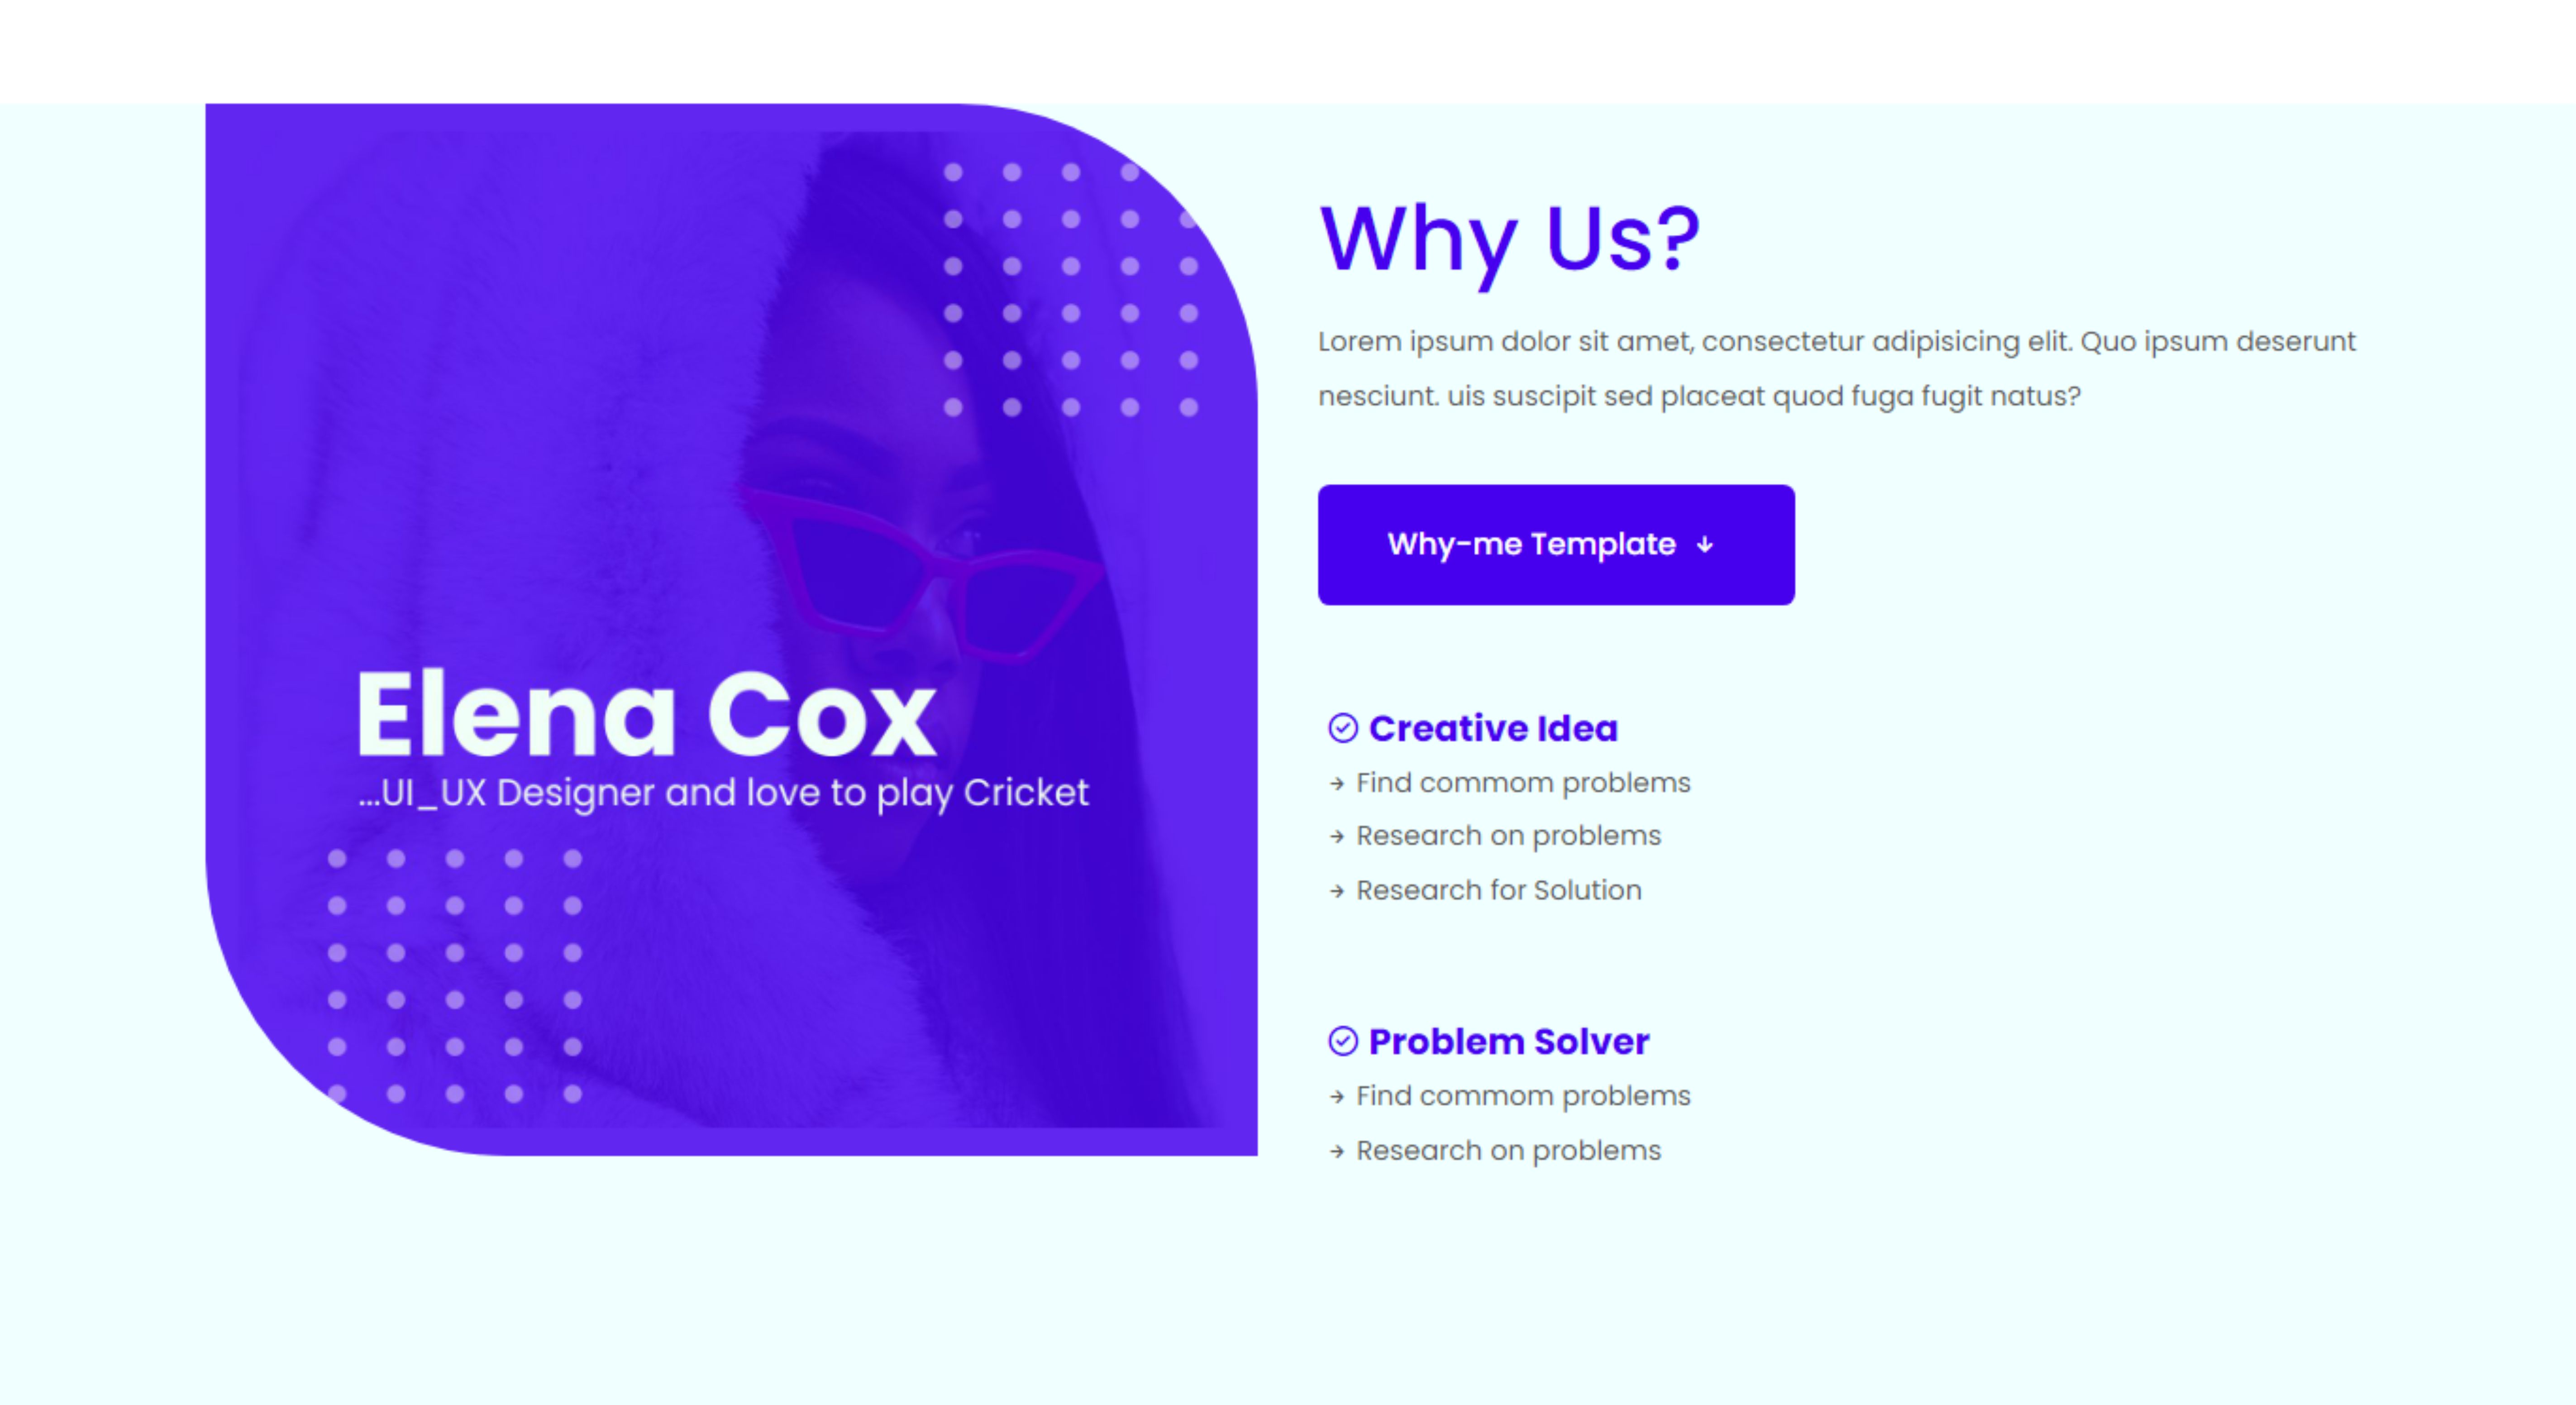 Elena Cox
...UI_UX Designer and love to play Cricket
Why Us?
Lorem ipsum dolor sit amet, consectetur adipisicing elit. Quo ipsum deserunt
nesciunt. uis suscipit sed placeat quod fuga fugit natus?
Why-me Template ↓
Creative Idea
→ Find commom problems
→ Research on problems
→ Research for Solution
Problem Solver
→ Find commom problems
→ Research on problems